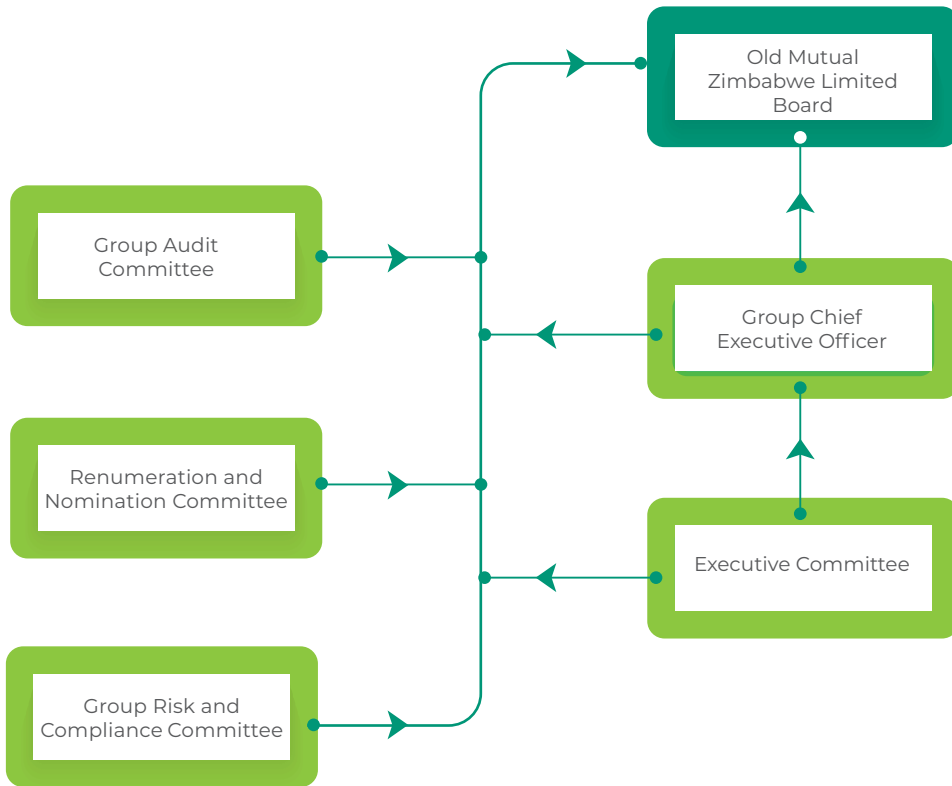 Old Mutual
Zimbabwe Limited
Board
Group Audit
Committee
Group Chief
Executive Officer
Renumeration and
Nomination Committee
Executive Committee
Group Risk and
Compliance Committee